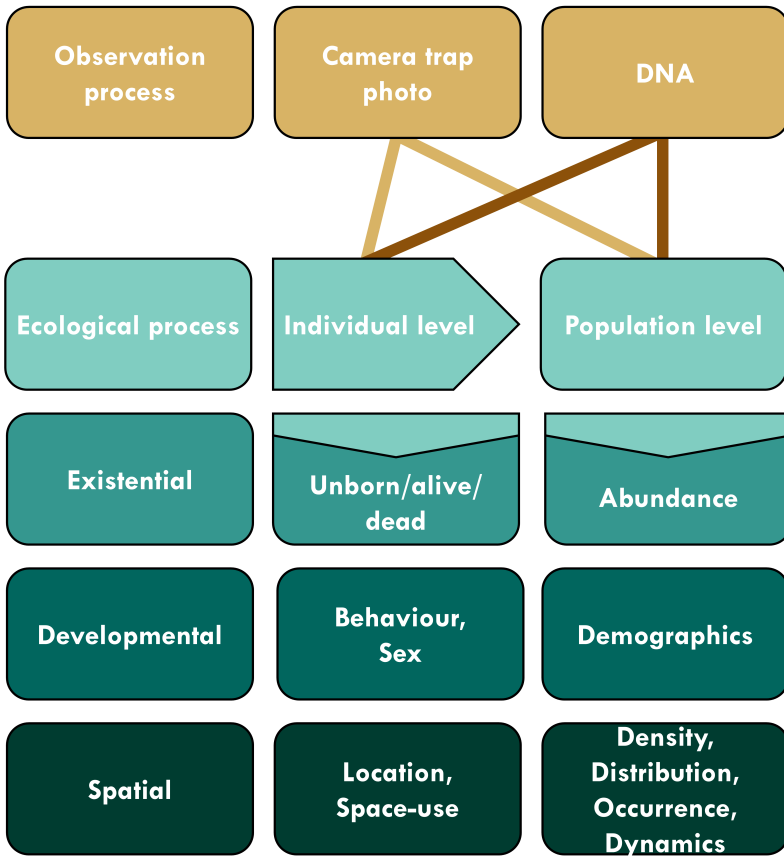 Observation
process
Camera trap
photo
DNA
Ecological process
Individual level
Population level
Existential
Unborn/alive/
dead
Abundance
Developmental
Behaviour,
Sex
Demographics
Spatial
Location,
Space-use
Density,
Distribution,
Occurrence,
Dynamics